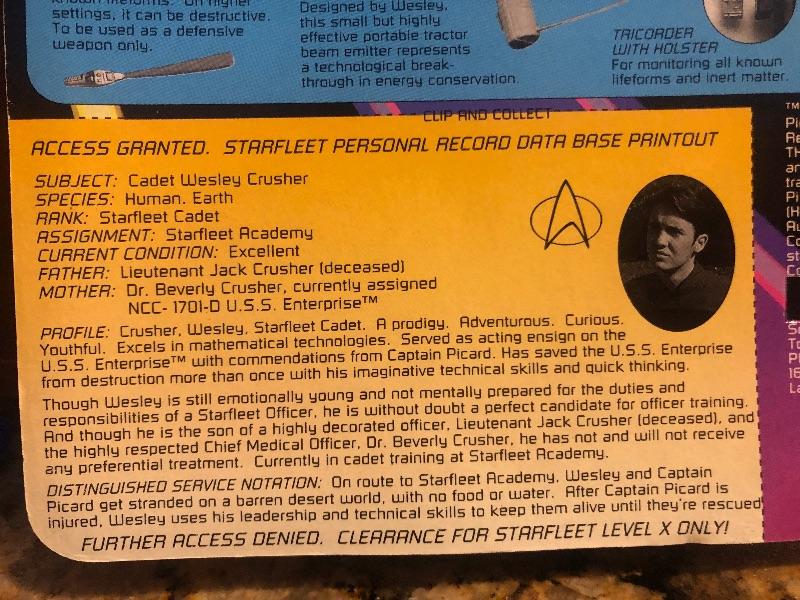 known lifeforms. On higher
settings, it can be destructive.
To be used as a defensive
weapon only.
Designed by Wesley,
this small but highly
effective portable tractor
beam emitter represents
a technological break-
through in energy conservation.
TRICORDER
WITH HOLSTER
For monitoring all known
lifeforms and inert matter.
CLIP AND COLLECT
ACCESS GRANTED. STARFLEET PERSONAL RECORD DATA BASE PRINTOUT
SUBJECT: Cadet Wesley Crusher
SPECIES: Human. Earth
RANK: Starfleet Cadet
ASSIGNMENT: Starfleet Academy
CURRENT CONDITION: Excellent
FATHER: Lieutenant Jack Crusher (deceased)
MOTHER: Dr. Beverly Crusher, currently assigned
NCC- 1701-D U.S.S. Enterprise™
PROFILE: Crusher, Wesley, Starfleet Cadet. A prodigy. Adventurous. Curious.
Youthful. Excels in mathematical technologies. Served as acting ensign on the
U.S.S. Enterprise™ with commendations from Captain Picard. Has saved the U.S.S. Enterprise
from destruction more than once with his imaginative technical skills and quick thinking.
Though Wesley is still emotionally young and not mentally prepared for the duties and
responsibilities of a Starfleet Officer, he is without doubt a perfect candidate for officer training.
And though he is the son of a highly decorated officer, Lieutenant Jack Crusher (deceased), and
the highly respected Chief Medical Officer, Dr. Beverly Crusher, he has not and will not receive
any preferential treatment. Currently in cadet training at Starfleet Academy.
DISTINGUISHED SERVICE NOTATION: On route to Starfleet Academy, Wesley and Captain
Picard get stranded on a barren desert world, with no food or water. After Captain Picard is
injured, Wesley uses his leadership and technical skills to keep them alive until they're rescued
FURTHER ACCESS DENIED. CLEARANCE FOR STARFLEET LEVEL X ONLY!